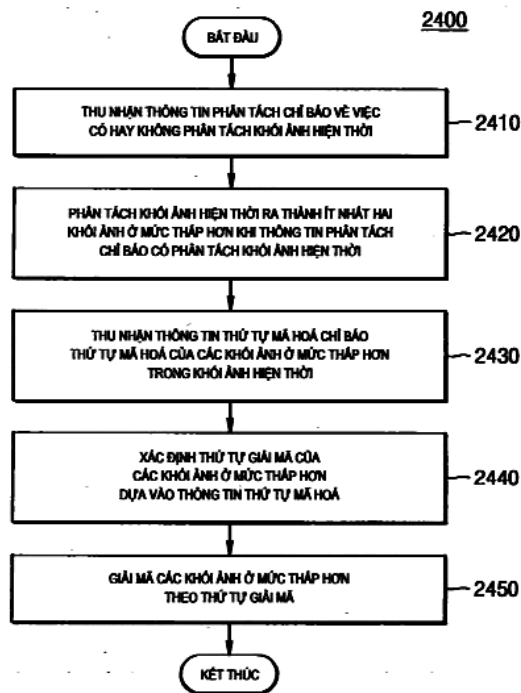 2400
BẮT ĐẦU
THU NHẬN THÔNG TIN PHÂN TÁCH CHỈ BÁO VỀ VIỆC
CÓ HAY KHÔNG PHÂN TÁCH KHỐI ẢNH HIỆN THỜI
2410
PHÂN TÁCH KHỐI ẢNH HIỆN THỜI RA THÀNH ÍT NHẤT HAI
KHỐI ẢNH Ở MỨC THẤP HƠN KHI THÔNG TIN PHÂN TÁCH
CHỈ BÁO CÓ PHÂN TÁCH KHỐI ẢNH HIỆN THỜI
2420
THU NHẬN THÔNG TIN THỨ TỰ MÃ HOÁ CHỈ BÁO
THỨ TỰ MÃ HOÁ CỦA CÁC KHỐI ẢNH Ở MỨC THẤP HƠN
TRONG KHỐI ẢNH HIỆN THỜI
2430
XÁC ĐỊNH THỨ TỰ GIẢI MÃ CỦA
CÁC KHỐI ẢNH Ở MỨC THẤP HƠN
DỰA VÀO THÔNG TIN THỨ TỰ MÃ HOÁ
2440
GIẢI MÃ CÁC KHỐI ẢNH Ở MỨC THẤP HƠN
THEO THỨ TỰ GIẢI MÃ
2450
KẾT THÚC